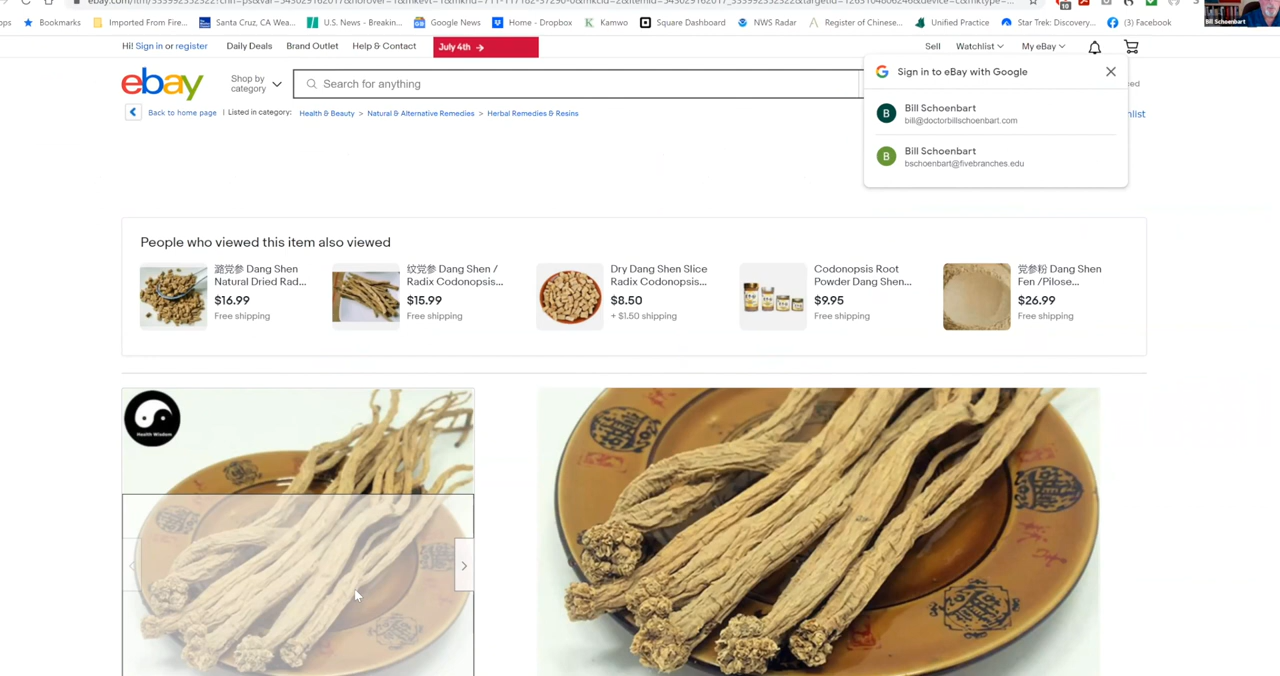 Bookmarks
Imported From Fire...
Santa Cruz, CA Wea...
U.S. News - Breakin...
Google News
Home - Dropbox
Kamwo
Square Dashboard
NWS Radar
Register of Chinese...
Unified Practice
Star Trek: Discovery...
(3) Facebook
Bill Schoenbart
Hi! Sign in or register
Daily Deals
Brand Outlet
Help & Contact
July 4th →
Sell
Watchlist
My eBay
ebay
Shop by
category
Search for anything
Sign in to eBay with Google
Bill Schoenbart
bill@doctorbillschoenbart.com
Bill Schoenbart
bschoenbart@fivebranches.edu
Back to home page | Listed in category: Health & Beauty > Natural & Alternative Remedies > Herbal Remedies & Resins
People who viewed this item also viewed
潞党参 Dang Shen
Natural Dried Rad...
$16.99
Free shipping
纹党参 Dang Shen /
Radix Codonopsis...
$15.99
Free shipping
Dry Dang Shen Slice
Radix Codonopsis...
$8.50
+ $1.50 shipping
Codonopsis Root
Powder Dang Shen...
$9.95
Free shipping
党参粉 Dang Shen
Fen /Pilose...
$26.99
Free shipping
Health Wisdom